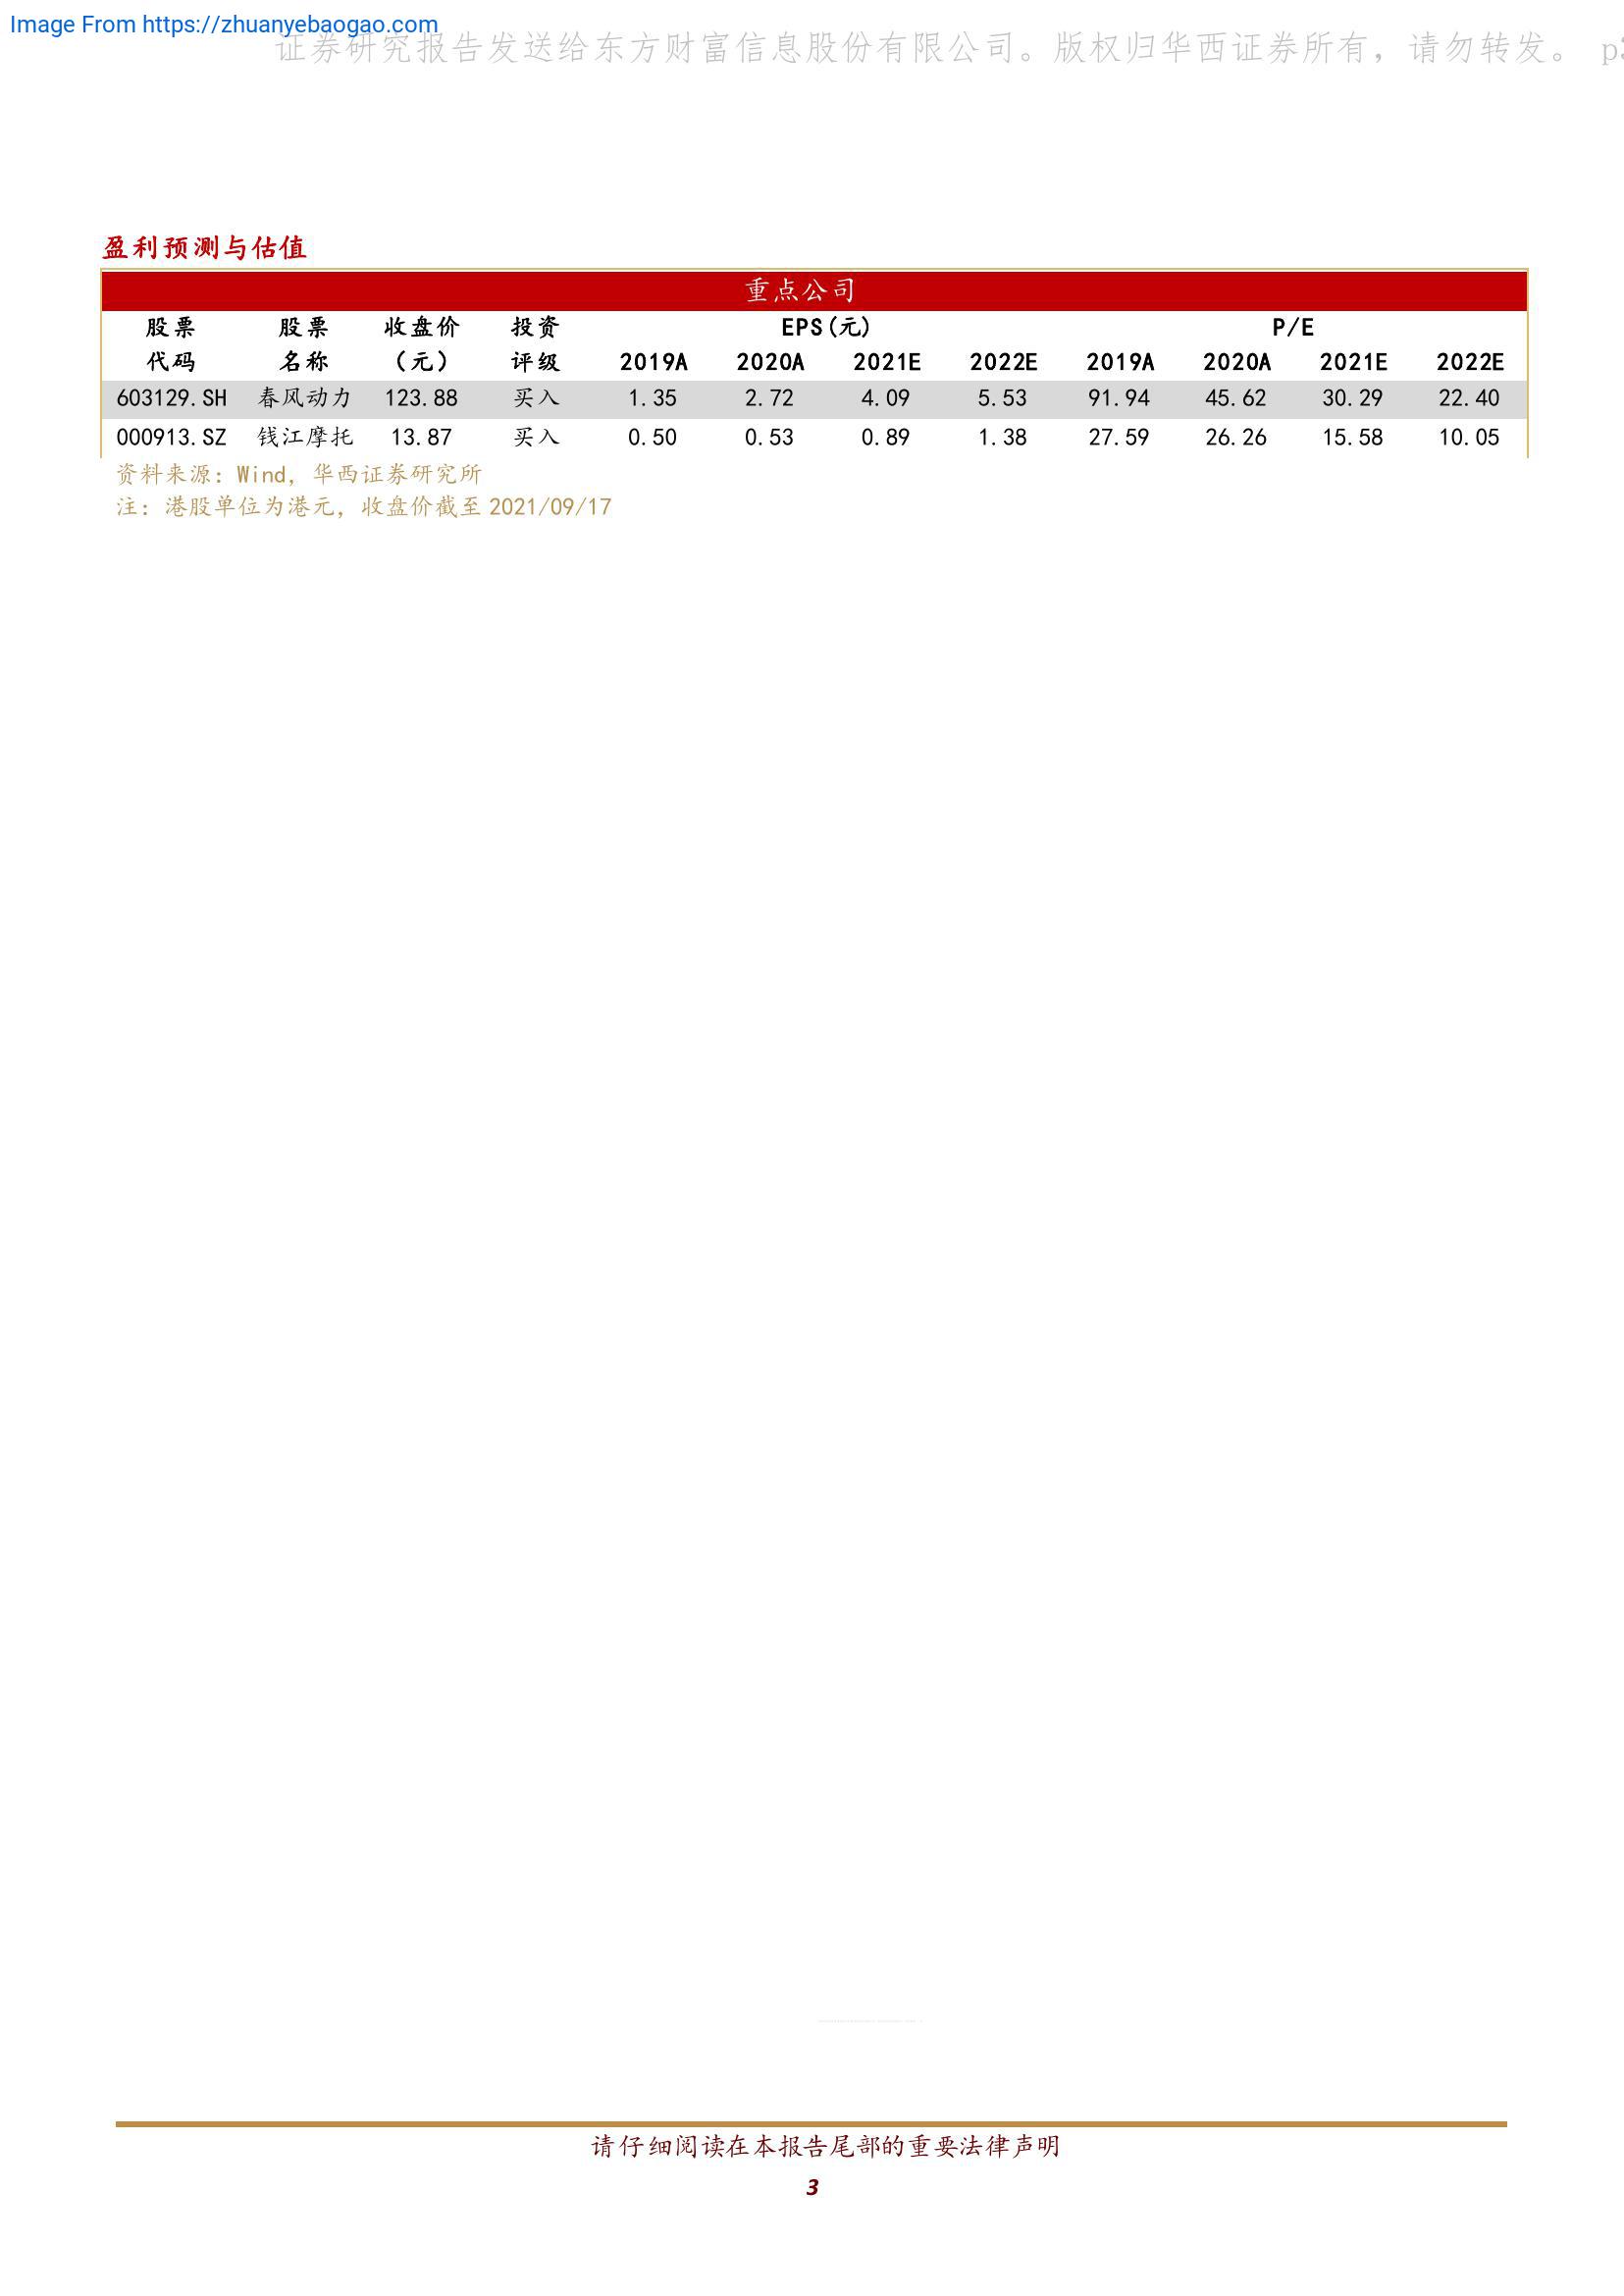 Image From https://zhuanyebaogao.com
证券研究报告发送给东方财富信息股份有限公司。版权归华西证券所有，请勿转发。 p
盈利预测与估值
重点公司
股票 股票 收盘价 投资 EPS(元) P/E
代码 名称 （元） 评级 2019A 2020A 2021E 2022E 2019A 2020A 2021E 2022E
603129.SH 春风动力 123.88 买入 1.35 2.72 4.09 5.53 91.94 45.62 30.29 22.40
000913.SZ 钱江摩托 13.87 买入 0.50 0.53 0.89 1.38 27.59 26.26 15.58 10.05
资料来源：Wind，华西证券研究所
注：港股单位为港元，收盘价截至 2021/09/17
请仔细阅读在本报告尾部的重要法律声明
3